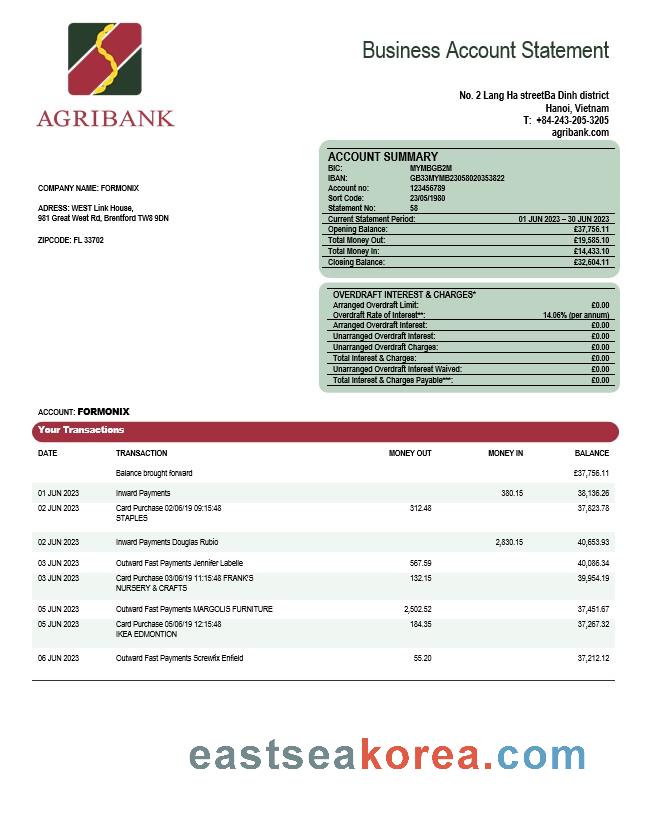 Business Account Statement
AGRIBANK
No. 2 Lang Ha streetBa Dinh district
Hanoi, Vietnam
T: +84-243-205-3205
agribank.com
COMPANY NAME: FORMONIX
ADRESS: WEST Link House,
981 Great West Rd, Brentford TW8 9DN
ZIPCODE: FL 33702
ACCOUNT SUMMARY
BIC: MYMBGB2M
IBAN: GB33MYMB23058020353822
Account no: 123456789
Sort Code: 23/05/1980
Statement No: 58
Current Statement Period: 01 JUN 2023 – 30 JUN 2023
Opening Balance: £37,756.11
Total Money Out: £19,585.10
Total Money In: £14,433.10
Closing Balance: £32,604.11
OVERDRAFT INTEREST & CHARGES*
Arranged Overdraft Limit: £0.00
Overdraft Rate of Interest**: 14.06% (per annum)
Arranged Overdraft Interest: £0.00
Unarranged Overdraft Interest: £0.00
Unarranged Overdraft Charges: £0.00
Total Interest & Charges: £0.00
Unarranged Overdraft Interest Waived: £0.00
Total Interest & Charges Payable***: £0.00
ACCOUNT: FORMONIX
Your Transactions
DATE TRANSACTION MONEY OUT MONEY IN BALANCE
Balance brought forward £37,756.11
01 JUN 2023 Inward Payments 380.15 38,136.26
02 JUN 2023 Card Purchase 02/06/19 09:15:48 312.48 37,823.78
STAPLES
02 JUN 2023 Inward Payments Douglas Rubio 2,830.15 40,653.93
03 JUN 2023 Outward Fast Payments Jennifer Labelle 567.59 40,086.34
03 JUN 2023 Card Purchase 03/06/19 11:15:48 FRANK'S 132.15 39,954.19
NURSERY & CRAFTS
05 JUN 2023 Outward Fast Payments MARGOLIS FURNITURE 2,502.52 37,451.67
05 JUN 2023 Card Purchase 05/06/19 12:15:48 184.35 37,267.32
IKEA EDMONTION
06 JUN 2023 Outward Fast Payments Screwfix Enfield 55.20 37,212.12
eastseakorea.com